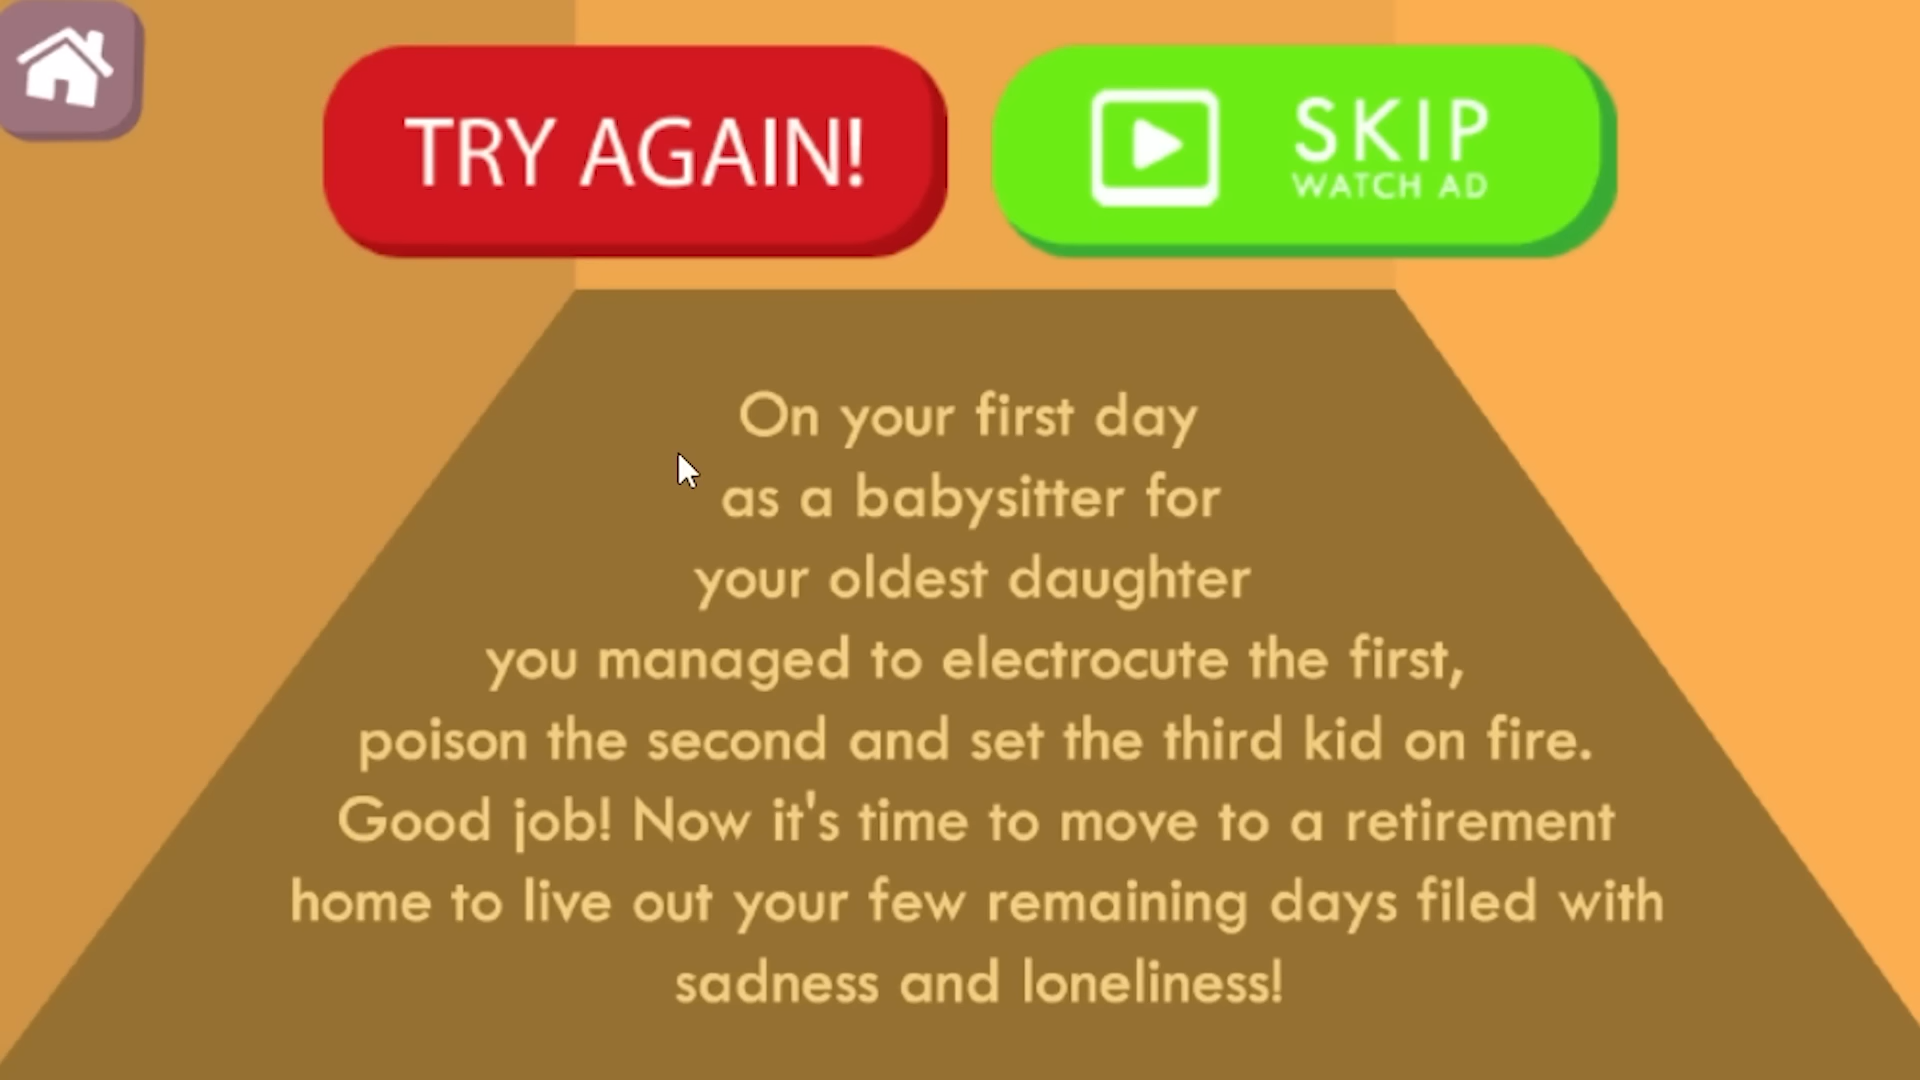 TRY AGAIN!
SKIP
WATCH AD
On your first day
as a babysitter for
your oldest daughter
you managed to electrocute the first,
poison the second and set the third kid on fire.
Good job! Now it's time to move to a retirement
home to live out your few remaining days filed with
sadness and loneliness!